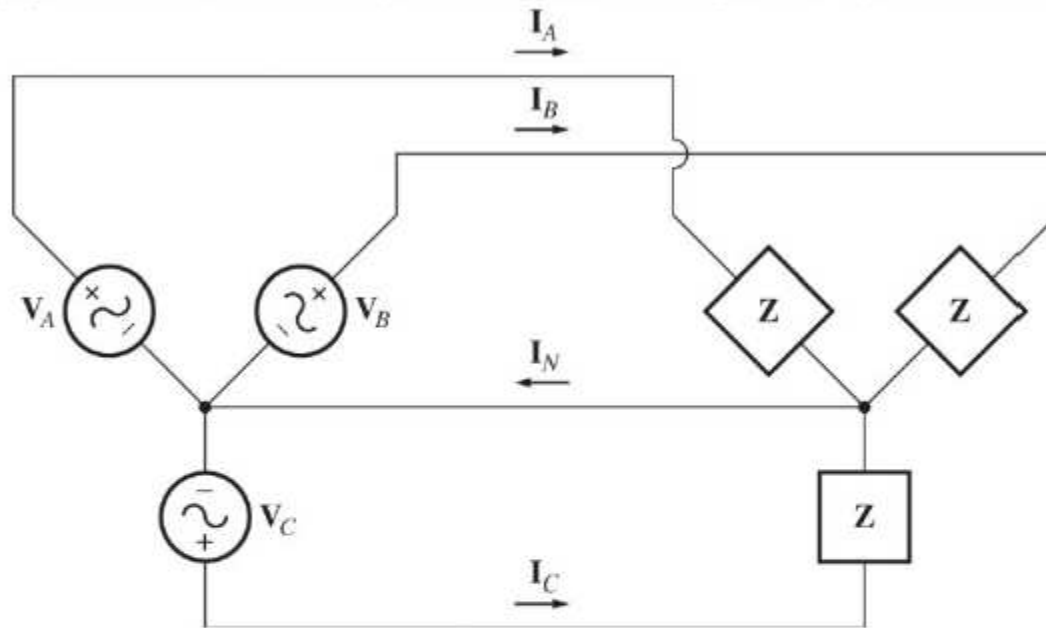 I_A
I_B
V_A + − − + V_B Z Z
I_N
− V_C Z
+
I_C